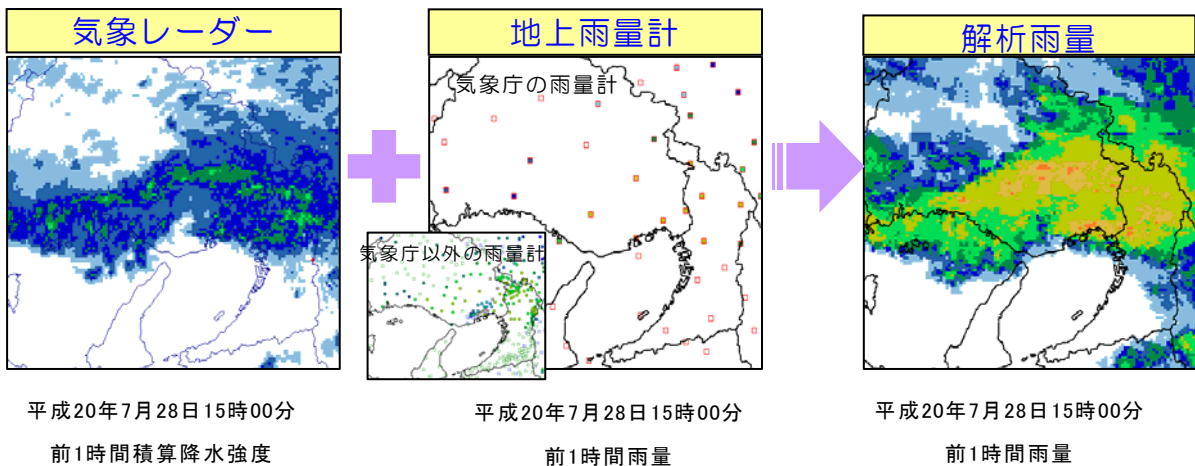 気象レーダー
地上雨量計
解析雨量
気象庁の雨量計
気象庁以外の雨量計
平成20年7月28日15時00分
前1時間積算降水強度
平成20年7月28日15時00分
前1時間雨量
平成20年7月28日15時00分
前1時間雨量